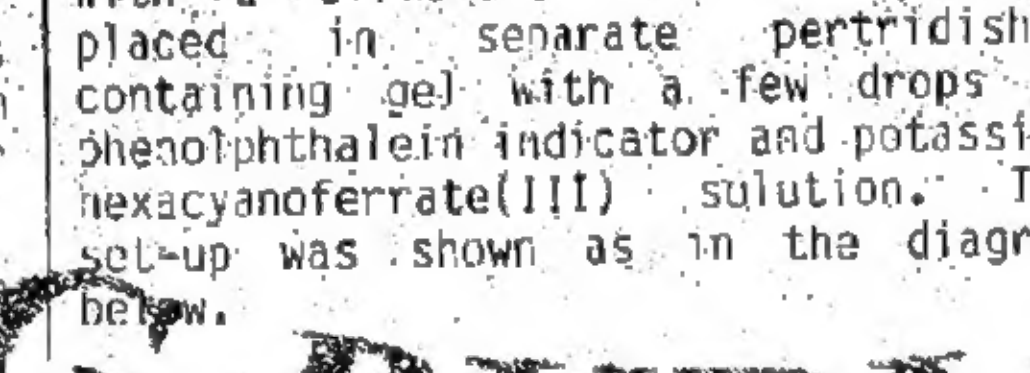 placed in separate pertridish
containing gel with a few drops
phenolphthalein indicator and potassi
hexacyanoferrate(III) sulution. T
set-up was shown as in the diagr
below.